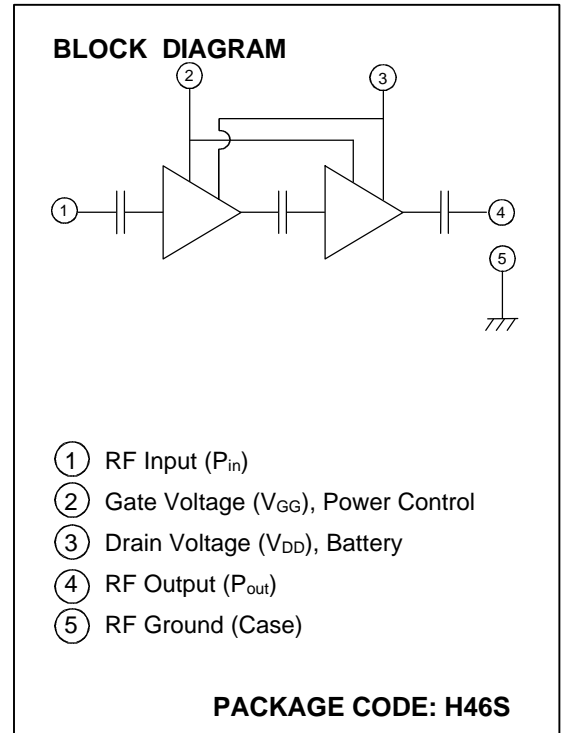 BLOCK DIAGRAM
2
3
1
4
5
1 RF Input (Pin)
2 Gate Voltage (VGG), Power Control
3 Drain Voltage (VDD), Battery
4 RF Output (Pout)
5 RF Ground (Case)
PACKAGE CODE: H46S